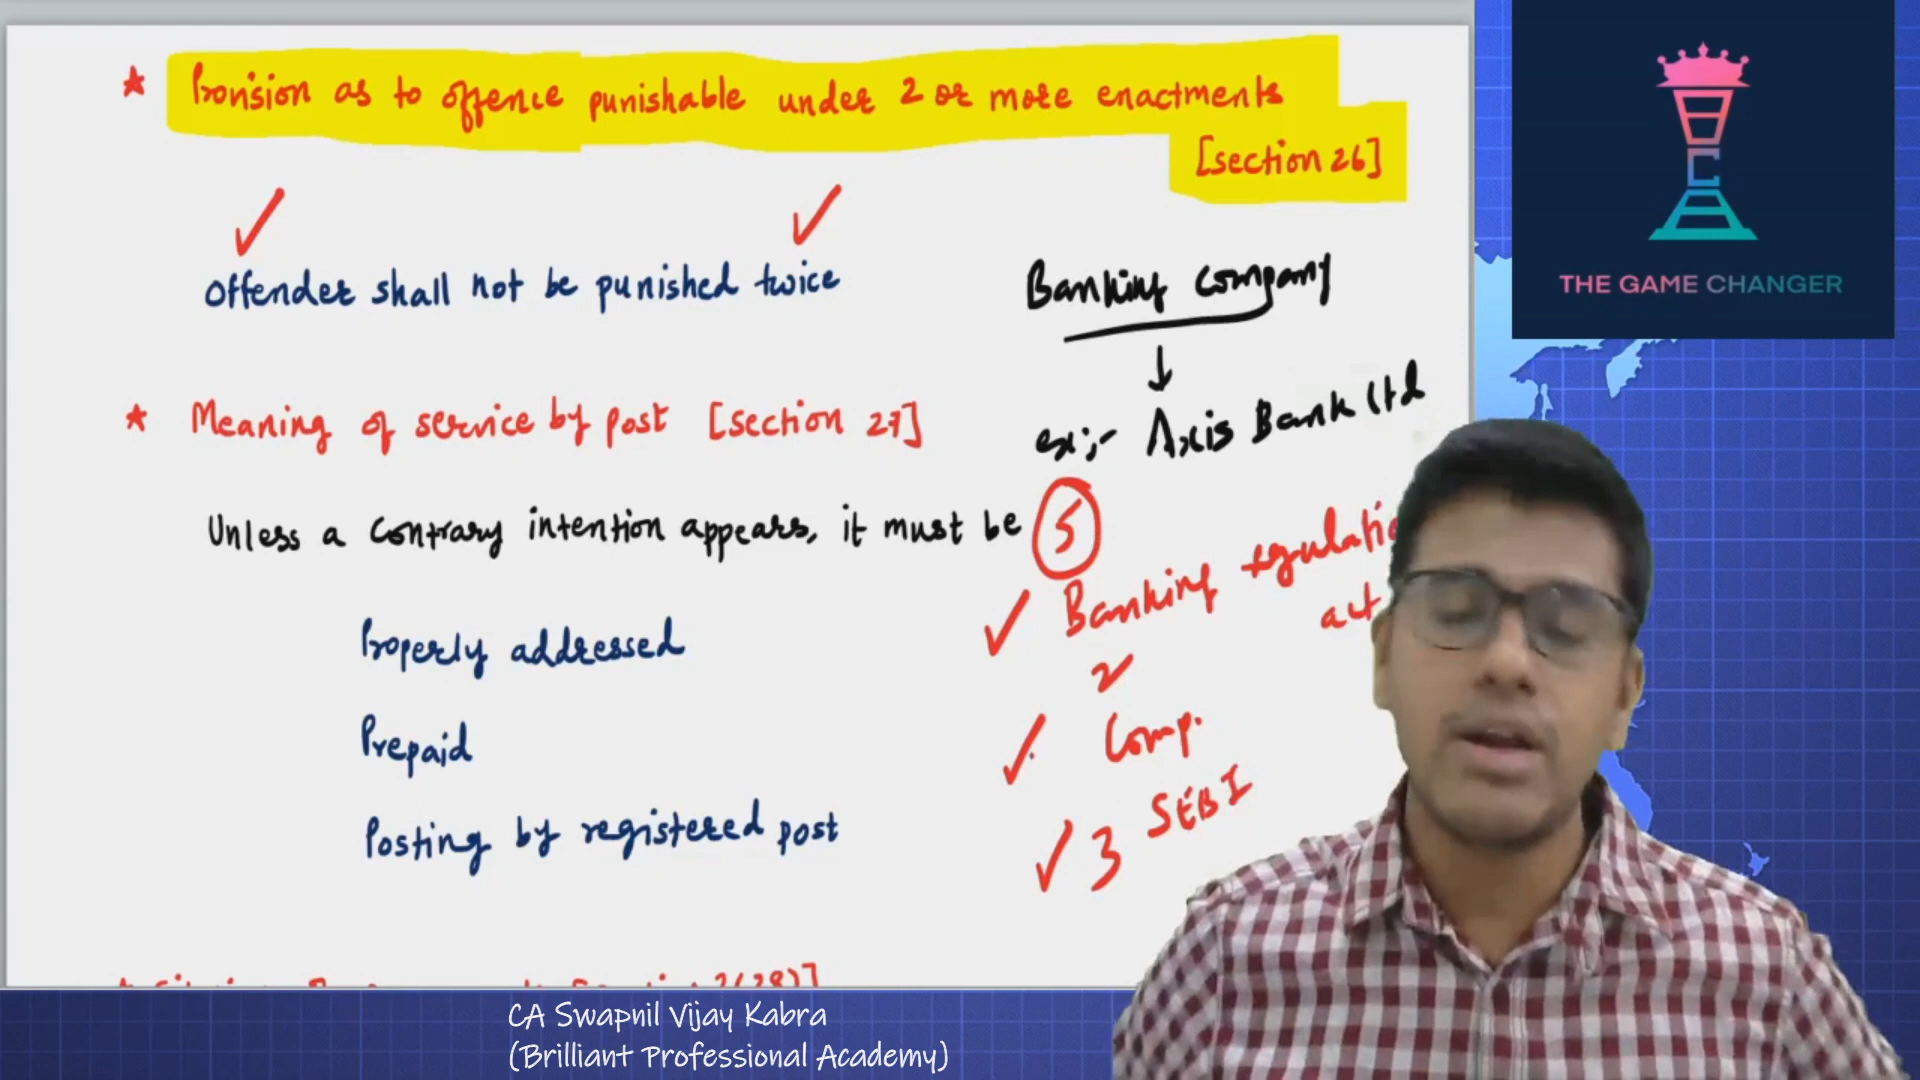 ★ Provision as to offence punishable under 2 or more enactments
[section 26]
offender shall not be punished twice
Banking company
ex:- Axis Bank Ltd
★ Meaning of service by post [section 27]
Unless a contrary intention appears, it must be
5
Banking regulatio
act
Properly addressed
2
Comp.
Prepaid
3 SEBI
Posting by registered post
THE GAME CHANGER
CA Swapnil Vijay Kabra
(Brilliant Professional Academy)